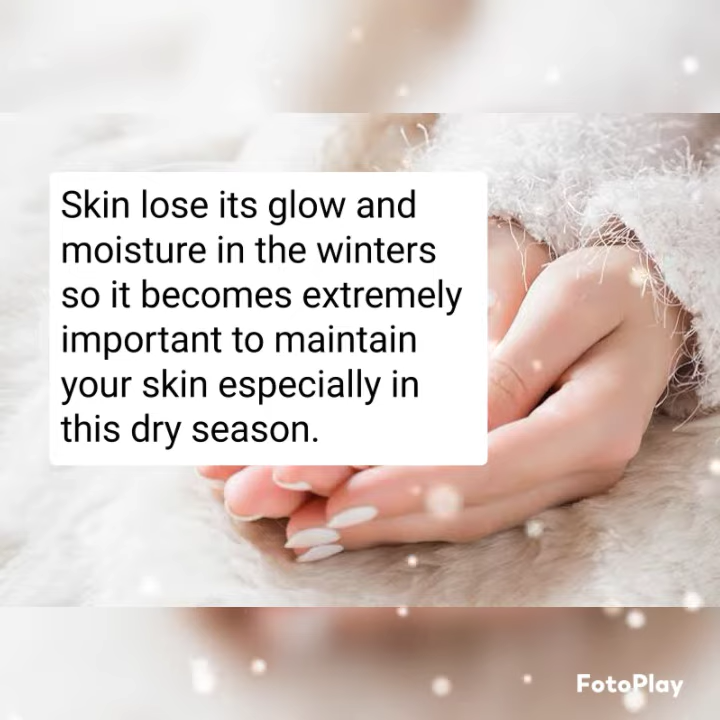 Skin lose its glow and
moisture in the winters
so it becomes extremely
important to maintain
your skin especially in
this dry season.
FotoPlay